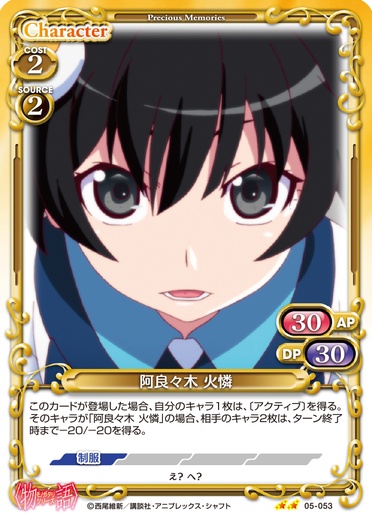 Precious Memories
Character
COST
2
SOURCE
2
30 AP
DP 30
阿良々木 火憐
このカードが登場した場合、自分のキャラ1枚は、〔アクティブ〕を得る。
そのキャラが「阿良々木 火憐」の場合、相手のキャラ2枚は、ターン終了
時まで−20/−20を得る。
制服
え? へ?
物語
©西尾維新/講談社・アニプレックス・シャフト
05-053